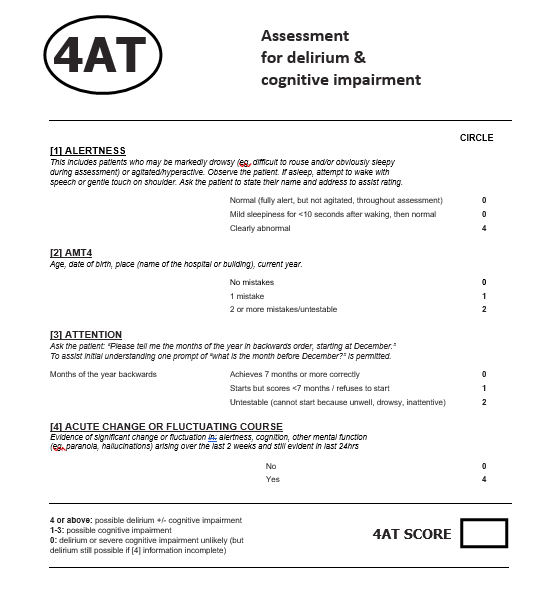 4AT
Assessment
for delirium &
cognitive impairment
CIRCLE
[1] ALERTNESS
This includes patients who may be markedly drowsy (eg. difficult to rouse and/or obviously sleepy
during assessment) or agitated/hyperactive. Observe the patient. If asleep, attempt to wake with
speech or gentle touch on shoulder. Ask the patient to state their name and address to assist rating.
Normal (fully alert, but not agitated, throughout assessment) 0
Mild sleepiness for <10 seconds after waking, then normal 0
Clearly abnormal 4
[2] AMT4
Age, date of birth, place (name of the hospital or building), current year.
No mistakes 0
1 mistake 1
2 or more mistakes/untestable 2
[3] ATTENTION
Ask the patient: "Please tell me the months of the year in backwards order, starting at December."
To assist initial understanding one prompt of "what is the month before December?" is permitted.
Months of the year backwards Achieves 7 months or more correctly 0
Starts but scores <7 months / refuses to start 1
Untestable (cannot start because unwell, drowsy, inattentive) 2
[4] ACUTE CHANGE OR FLUCTUATING COURSE
Evidence of significant change or fluctuation in: alertness, cognition, other mental function
(eg. paranoia, hallucinations) arising over the last 2 weeks and still evident in last 24hrs
No 0
Yes 4
4 or above: possible delirium +/- cognitive impairment
1-3: possible cognitive impairment
0: delirium or severe cognitive impairment unlikely (but
delirium still possible if [4] information incomplete)
4AT SCORE